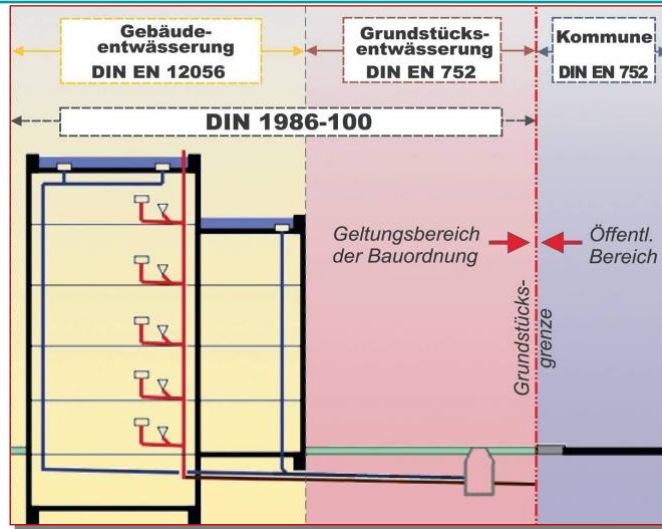 Gebäude-
entwässerung
DIN EN 12056
Grundstücks-
entwässerung
DIN EN 752
Kommune
DIN EN 752
DIN 1986-100
Geltungsbereich
der Bauordnung
Öffentl.
Bereich
Grundstücks-
grenze